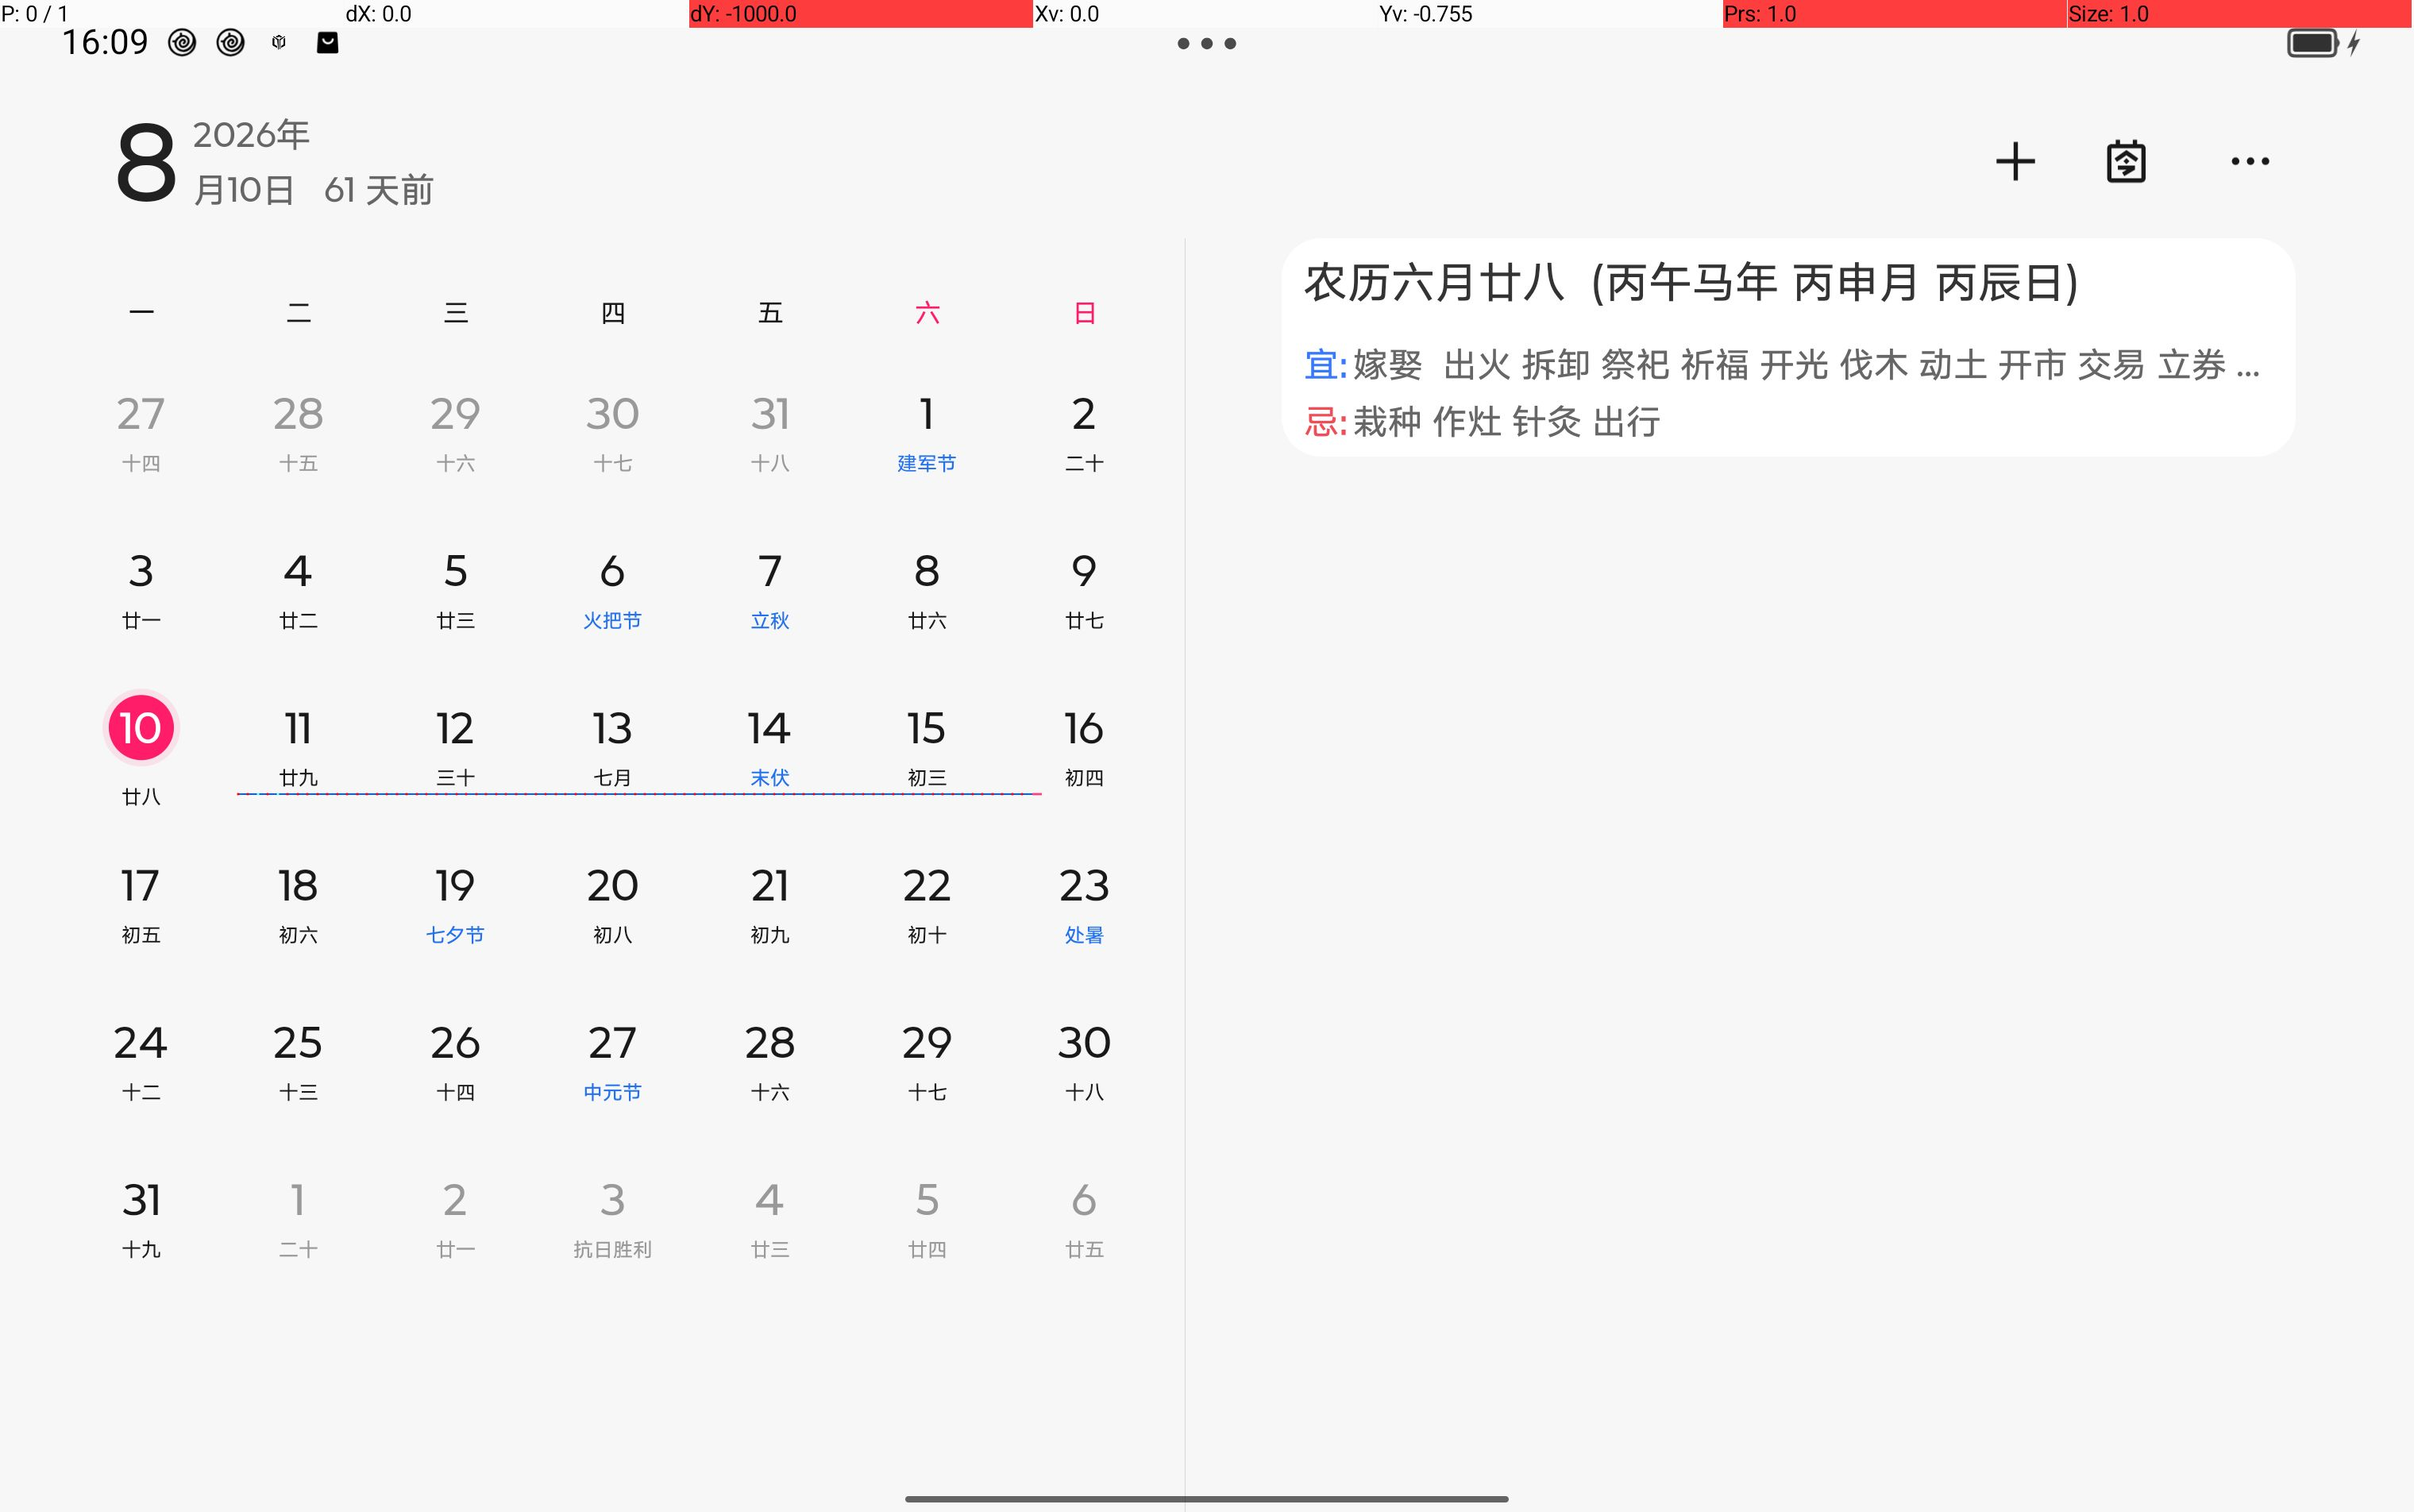 P: 0 / 1 dX: 0.0 dY: -1000.0 Xv: 0.0 Yv: -0.755 Prs: 1.0 Size: 1.0
16:09
8
2026年
月10日 61 天前
一 二 三 四 五 六 日
27 28 29 30 31 1 2
十四 十五 十六 十七 十八 建军节 二十
3 4 5 6 7 8 9
廿一 廿二 廿三 火把节 立秋 廿六 廿七
10 11 12 13 14 15 16
廿八 廿九 三十 七月 末伏 初三 初四
17 18 19 20 21 22 23
初五 初六 七夕节 初八 初九 初十 处暑
24 25 26 27 28 29 30
十二 十三 十四 中元节 十六 十七 十八
31 1 2 3 4 5 6
十九 二十 廿一 抗日胜利 廿三 廿四 廿五
农历六月廿八 (丙午马年 丙申月 丙辰日)
宜: 嫁娶 出火 拆卸 祭祀 祈福 开光 伐木 动土 开市 交易 立券 ...
忌: 栽种 作灶 针灸 出行